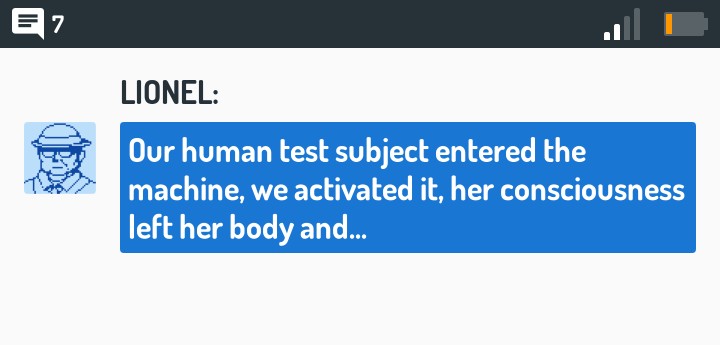 7
LIONEL:
Our human test subject entered the
machine, we activated it, her consciousness
left her body and...